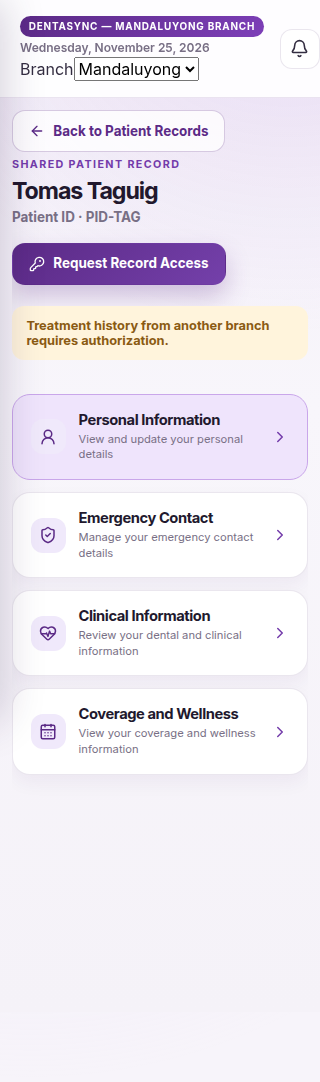 DENTASYNC — MANDALUYONG BRANCH
Wednesday, November 25, 2026
Branch Mandaluyong
Back to Patient Records
SHARED PATIENT RECORD
Tomas Taguig
Patient ID · PID-TAG
Request Record Access
Treatment history from another branch
requires authorization.
Personal Information
View and update your personal
details
Emergency Contact
Manage your emergency contact
details
Clinical Information
Review your dental and clinical
information
Coverage and Wellness
View your coverage and wellness
information